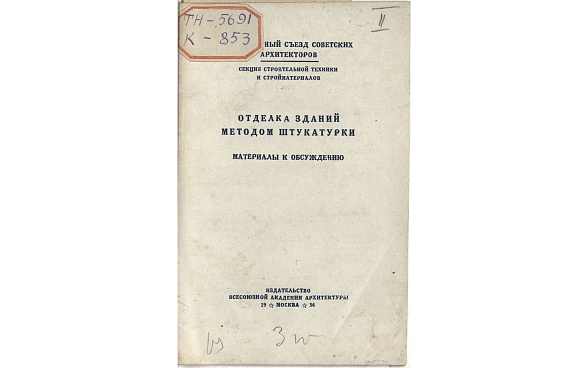 ТН-5691
К-853
II
НЫЙ СЪЕЗД СОВЕТСКИХ
АРХИТЕКТОРОВ
СЕКЦИЯ СТРОИТЕЛЬНОЙ ТЕХНИКИ
И СТРОЙМАТЕРИАЛОВ
ОТДЕЛКА ЗДАНИЙ
МЕТОДОМ ШТУКАТУРКИ
МАТЕРИАЛЫ К ОБСУЖДЕНИЮ
ИЗДАТЕЛЬСТВО
ВСЕСОЮЗНОЙ АКАДЕМИИ АРХИТЕКТУРЫ
19 ☆ МОСКВА ☆ 36